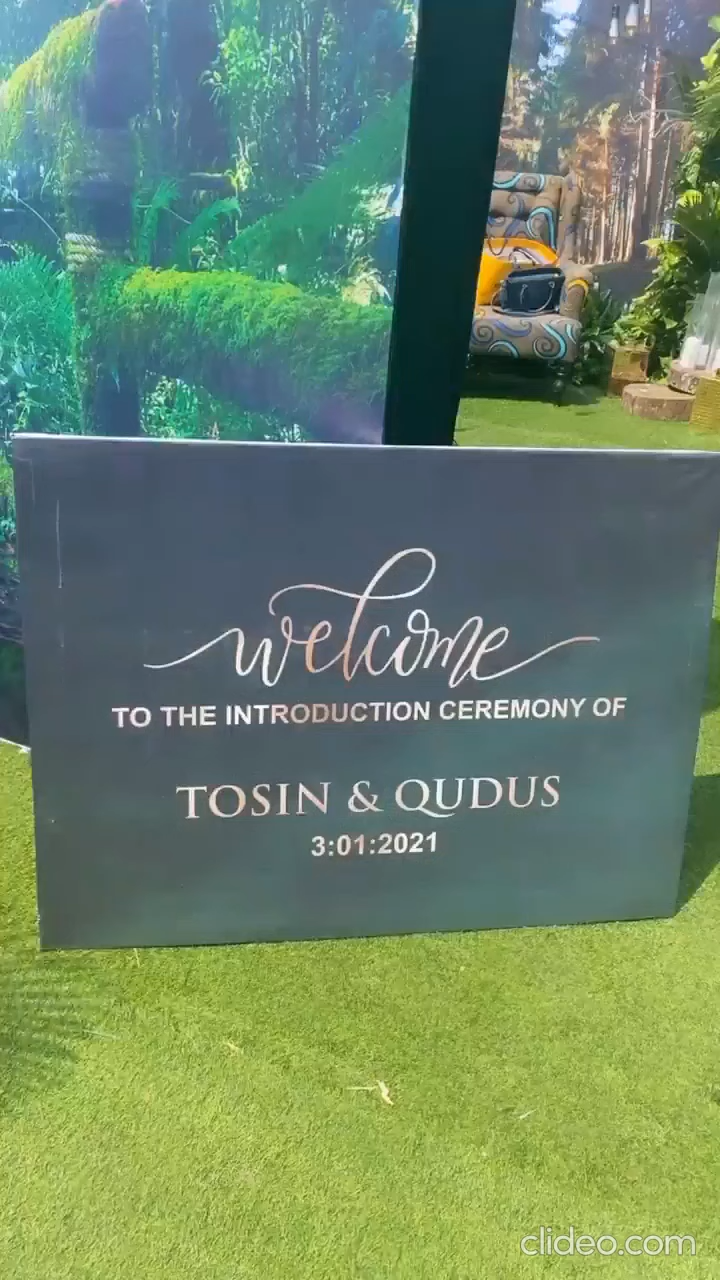 welcome
TO THE INTRODUCTION CEREMONY OF
TOSIN & QUDUS
3:01:2021
clideo.com